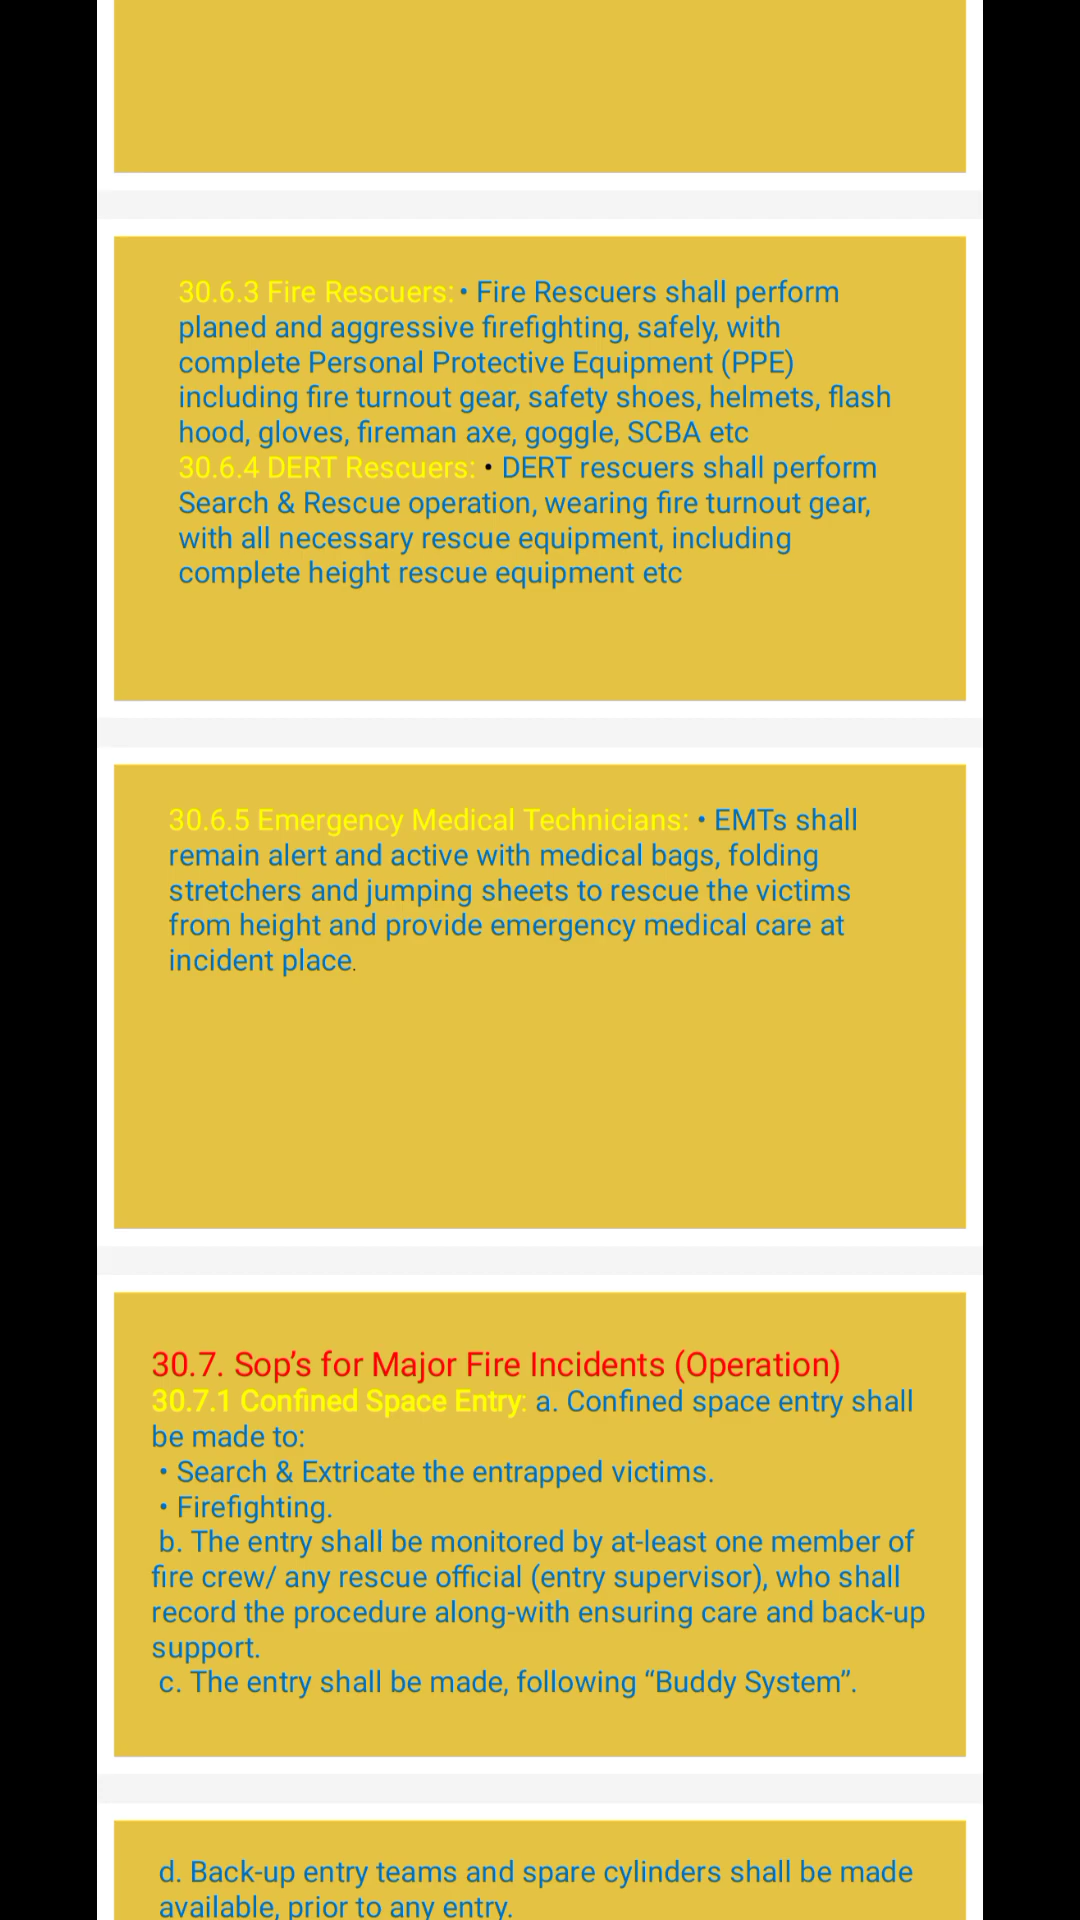 30.6.3 Fire Rescuers: • Fire Rescuers shall perform
planed and aggressive firefighting, safely, with
complete Personal Protective Equipment (PPE)
including fire turnout gear, safety shoes, helmets, flash
hood, gloves, fireman axe, goggle, SCBA etc
30.6.4 DERT Rescuers: • DERT rescuers shall perform
Search & Rescue operation, wearing fire turnout gear,
with all necessary rescue equipment, including
complete height rescue equipment etc
30.6.5 Emergency Medical Technicians: • EMTs shall
remain alert and active with medical bags, folding
stretchers and jumping sheets to rescue the victims
from height and provide emergency medical care at
incident place.
30.7. Sop’s for Major Fire Incidents (Operation)
30.7.1 Confined Space Entry: a. Confined space entry shall
be made to:
• Search & Extricate the entrapped victims.
• Firefighting.
b. The entry shall be monitored by at-least one member of
fire crew/ any rescue official (entry supervisor), who shall
record the procedure along-with ensuring care and back-up
support.
c. The entry shall be made, following “Buddy System”.
d. Back-up entry teams and spare cylinders shall be made
available, prior to any entry.